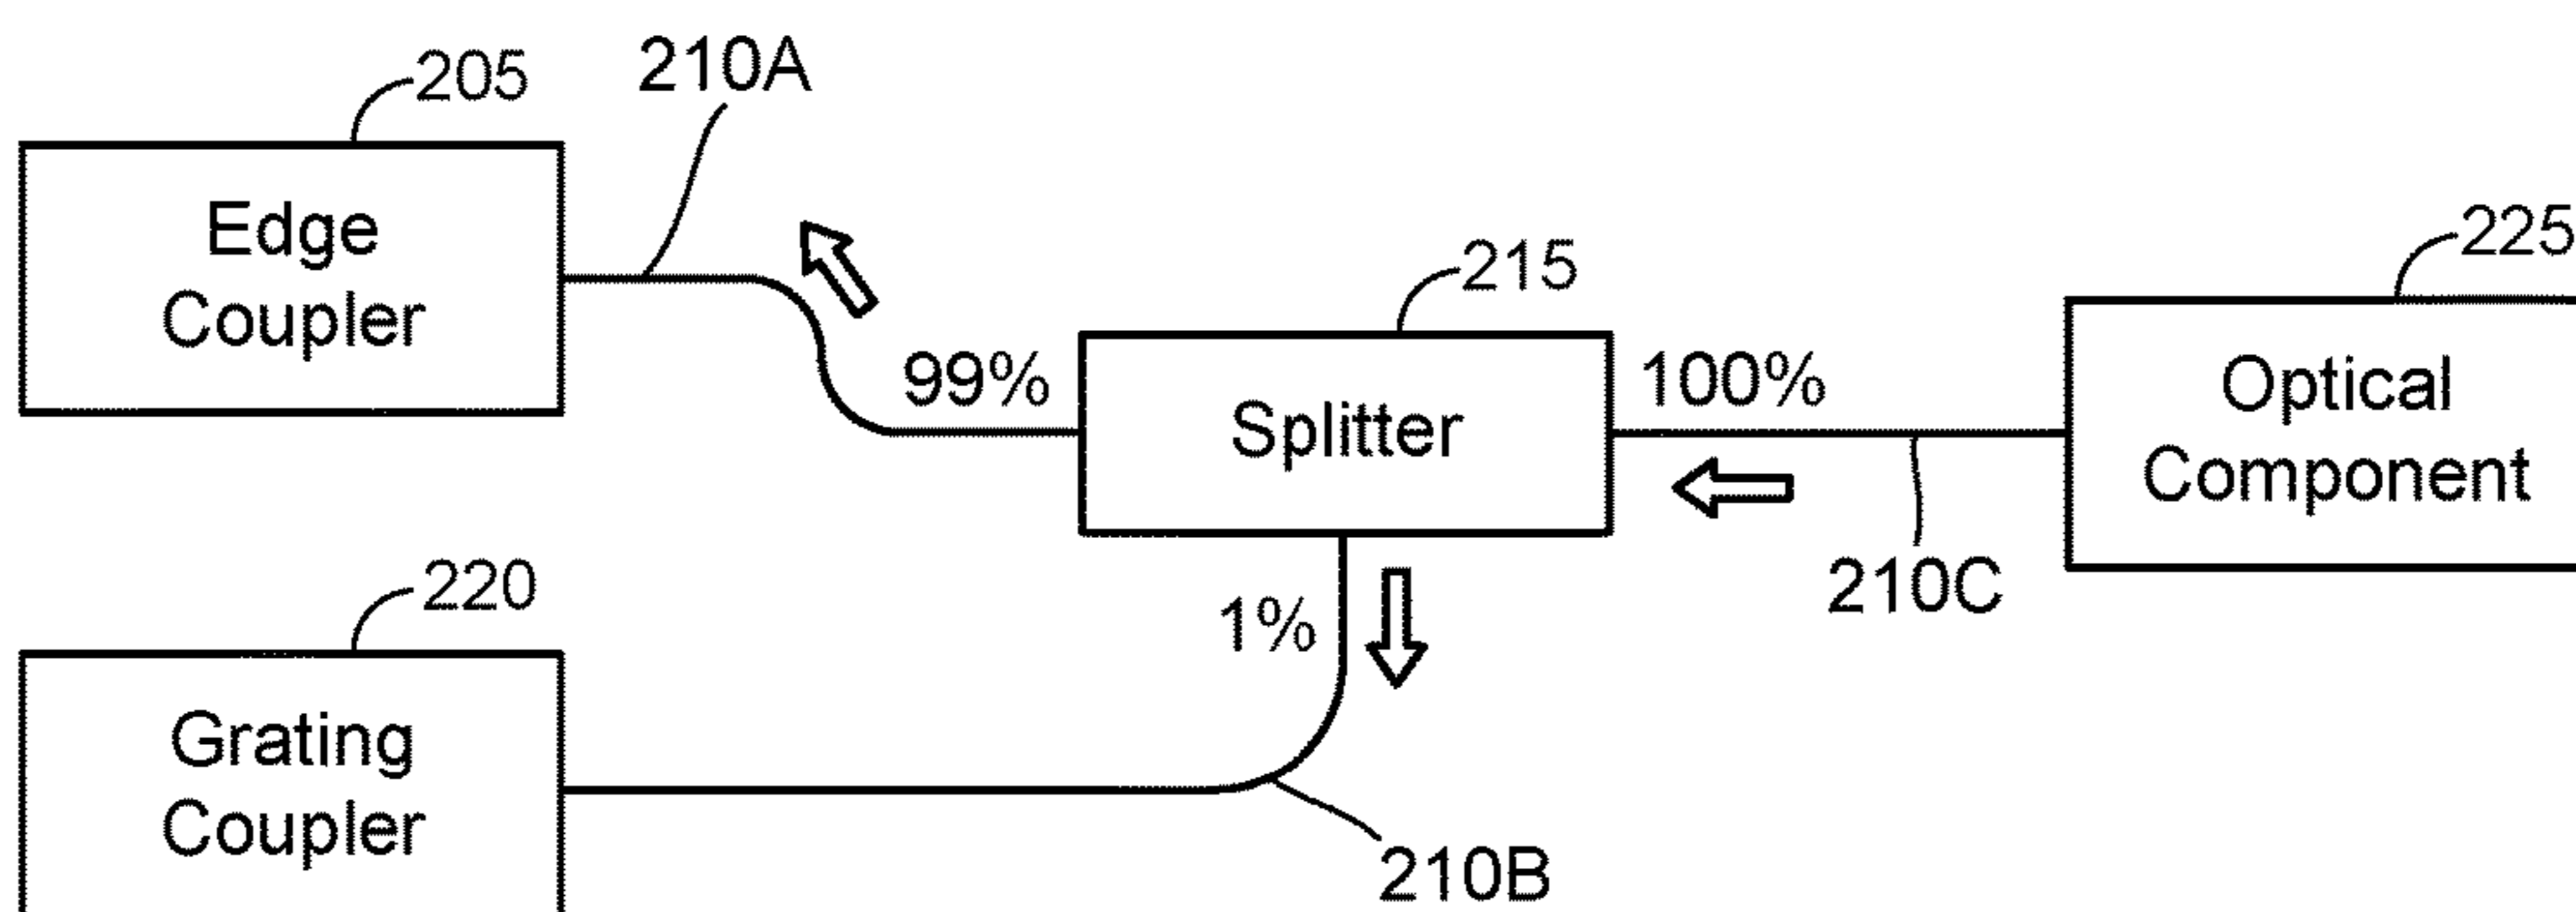 205
210A
Edge
Coupler
225
215
99%
Splitter
100%
Optical
Component
210C
220
1%
Grating
Coupler
210B